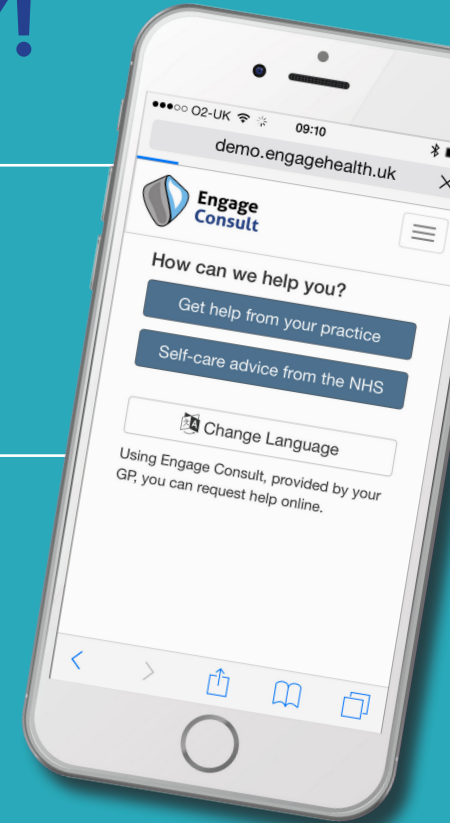 !
O2-UK
09:10
demo.engagehealth.uk
Engage
Consult
How can we help you?
Get help from your practice
Self-care advice from the NHS
Change Language
Using Engage Consult, provided by your
GP, you can request help online.